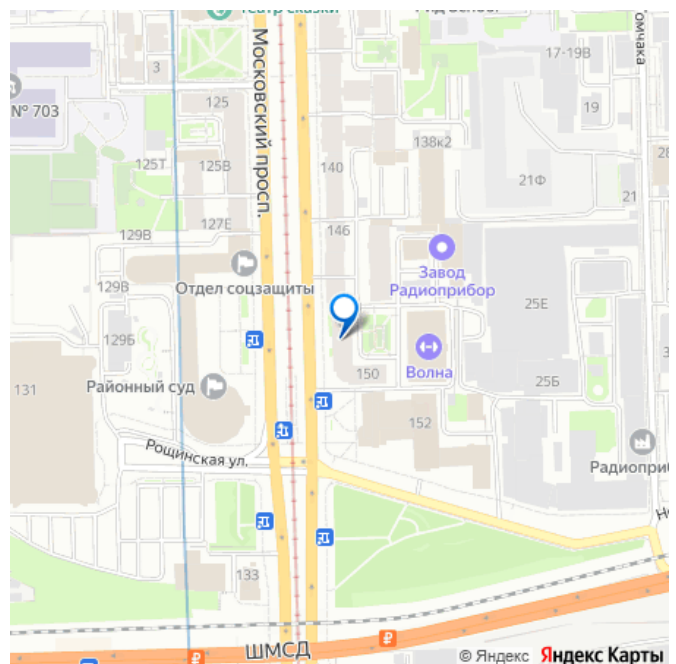 Театр сказки
17-19В
3
№ 703
125
19
Московский просп.
138к2
125Т
125В
140
21Ф
21
127Е
129В
146
Отдел соцзащиты
Завод
Радиоприбор
129В
25Е
129Б
Волна
131
Районный суд
150
25Б
152
Рощинская ул.
133
ШМСД
© Яндекс
Яндекс Карты